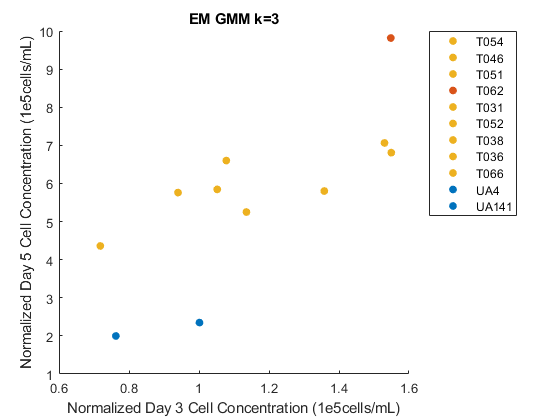 EM GMM k=3
Normalized Day 5 Cell Concentration (1e5cells/mL)
10
9
8
7
6
5
4
3
2
1
0.6
0.8
1
1.2
1.4
1.6
Normalized Day 3 Cell Concentration (1e5cells/mL)
T054
T046
T051
T062
T031
T052
T038
T036
T066
UA4
UA141